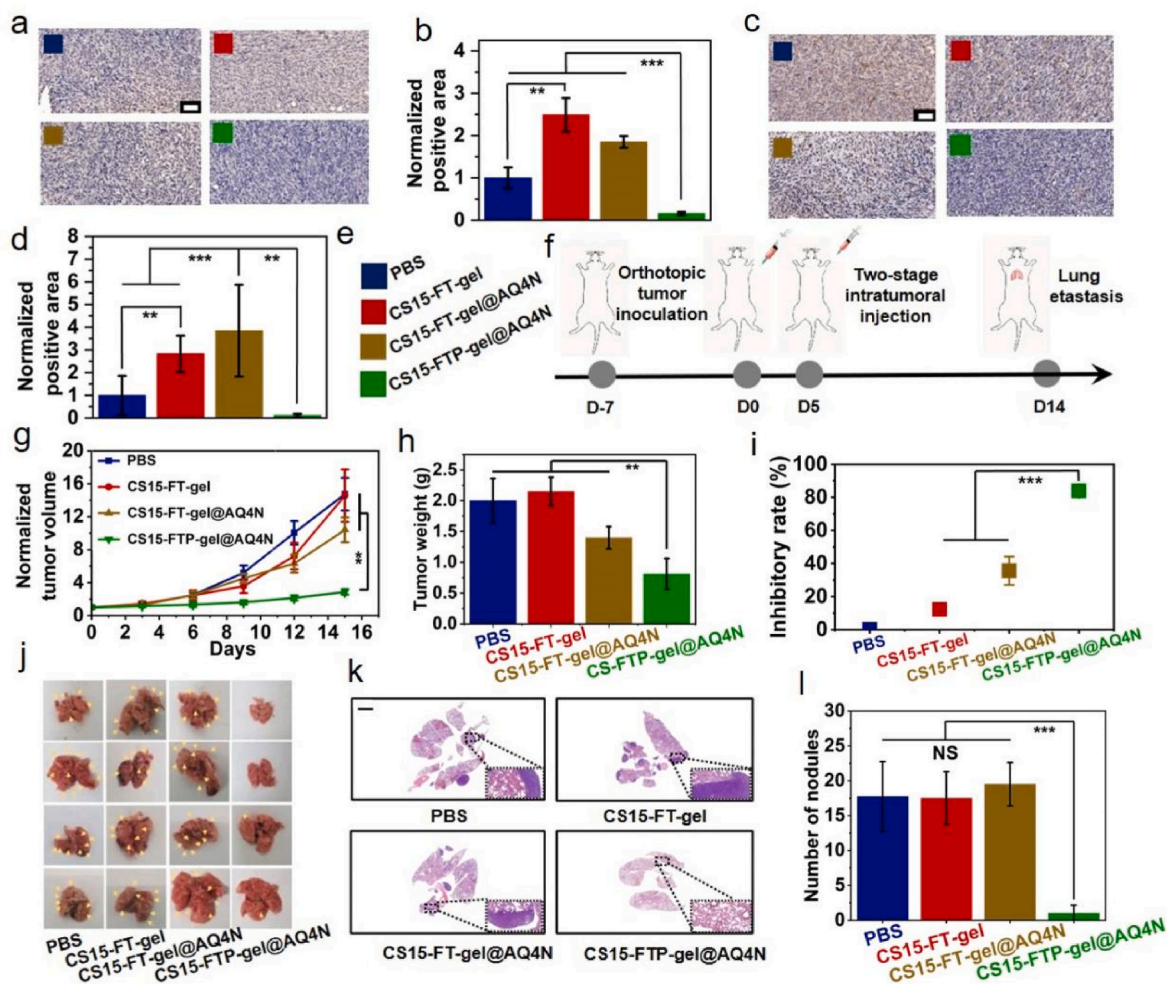 a
b
Normalized
positive area
4
3
2
1
0
**
***
c
d
Normalized
positive area
8
7
6
5
4
3
2
1
0
**
***
**
e
PBS
CS15-FT-gel
CS15-FT-gel@AQ4N
CS15-FTP-gel@AQ4N
f
Orthotopic
tumor
inoculation
Two-stage
intratumoral
injection
Lung
etastasis
D-7
D0
D5
D14
g
Normalized
tumor volume
20
16
12
8
4
0
PBS
CS15-FT-gel
CS15-FT-gel@AQ4N
CS15-FTP-gel@AQ4N
**
0 2 4 6 8 10 12 14 16
Days
h
Tumor weight (g)
2.5
2.0
1.5
1.0
0.5
0.0
**
PBS
CS15-FT-gel
CS15-FT-gel@AQ4N
CS-FTP-gel@AQ4N
i
Inhibitory rate (%)
100
80
60
40
20
0
***
PBS
CS15-FT-gel
CS15-FT-gel@AQ4N
CS15-FTP-gel@AQ4N
j
PBS
CS15-FT-gel
CS15-FT-gel@AQ4N
CS15-FTP-gel@AQ4N
k
PBS
CS15-FT-gel
CS15-FT-gel@AQ4N
CS15-FTP-gel@AQ4N
l
Number of nodules
30
25
20
15
10
5
0
NS
***
PBS
CS15-FT-gel
CS15-FT-gel@AQ4N
CS15-FTP-gel@AQ4N